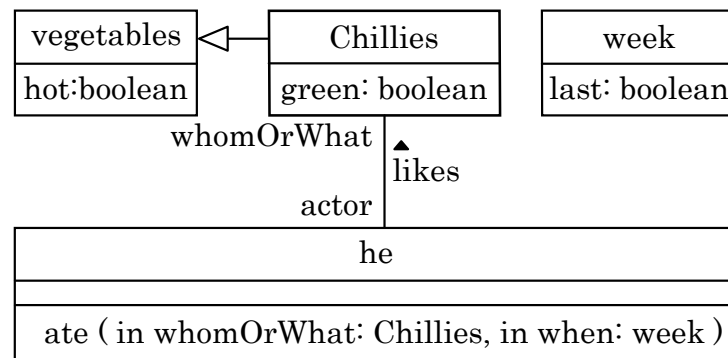 vegetables
hot:boolean
Chillies
green: boolean
week
last: boolean
whomOrWhat
likes
actor
he
ate ( in whomOrWhat: Chillies, in when: week )